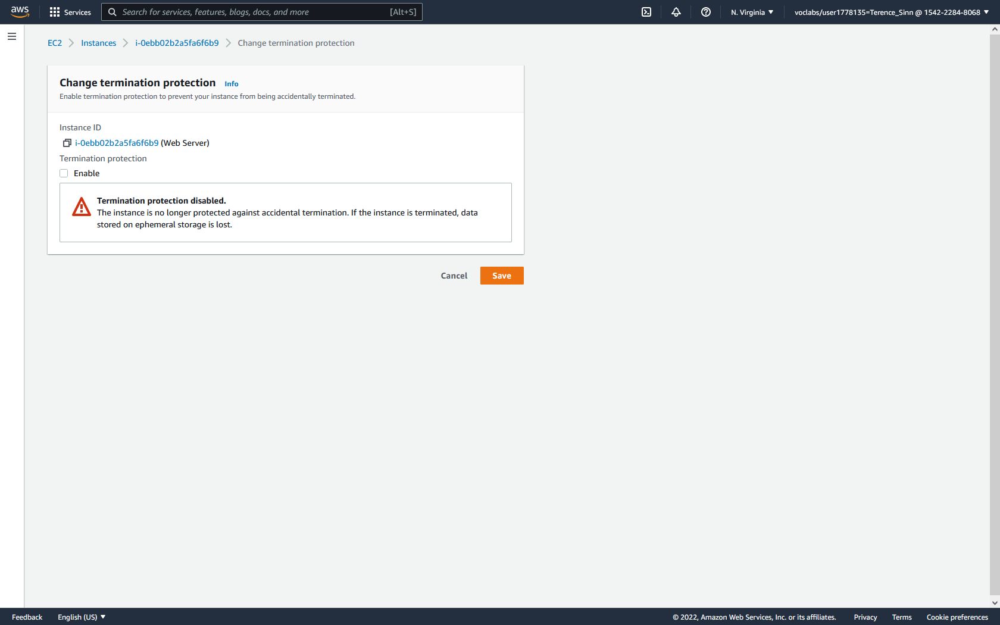 aws
Services
Search for services, features, blogs, docs, and more
[Alt+S]
N. Virginia
voclabs/user1778135=Terence_Sinn @ 1542-2284-8068
EC2
Instances
i-0ebb02b2a5fa6f6b9
Change termination protection
Change termination protection
Info
Enable termination protection to prevent your instance from being accidentally terminated.
Instance ID
i-0ebb02b2a5fa6f6b9 (Web Server)
Termination protection
Enable
Termination protection disabled.
The instance is no longer protected against accidental termination. If the instance is terminated, data
stored on ephemeral storage is lost.
Cancel
Save
Feedback
English (US)
© 2022, Amazon Web Services, Inc. or its affiliates.
Privacy
Terms
Cookie preferences